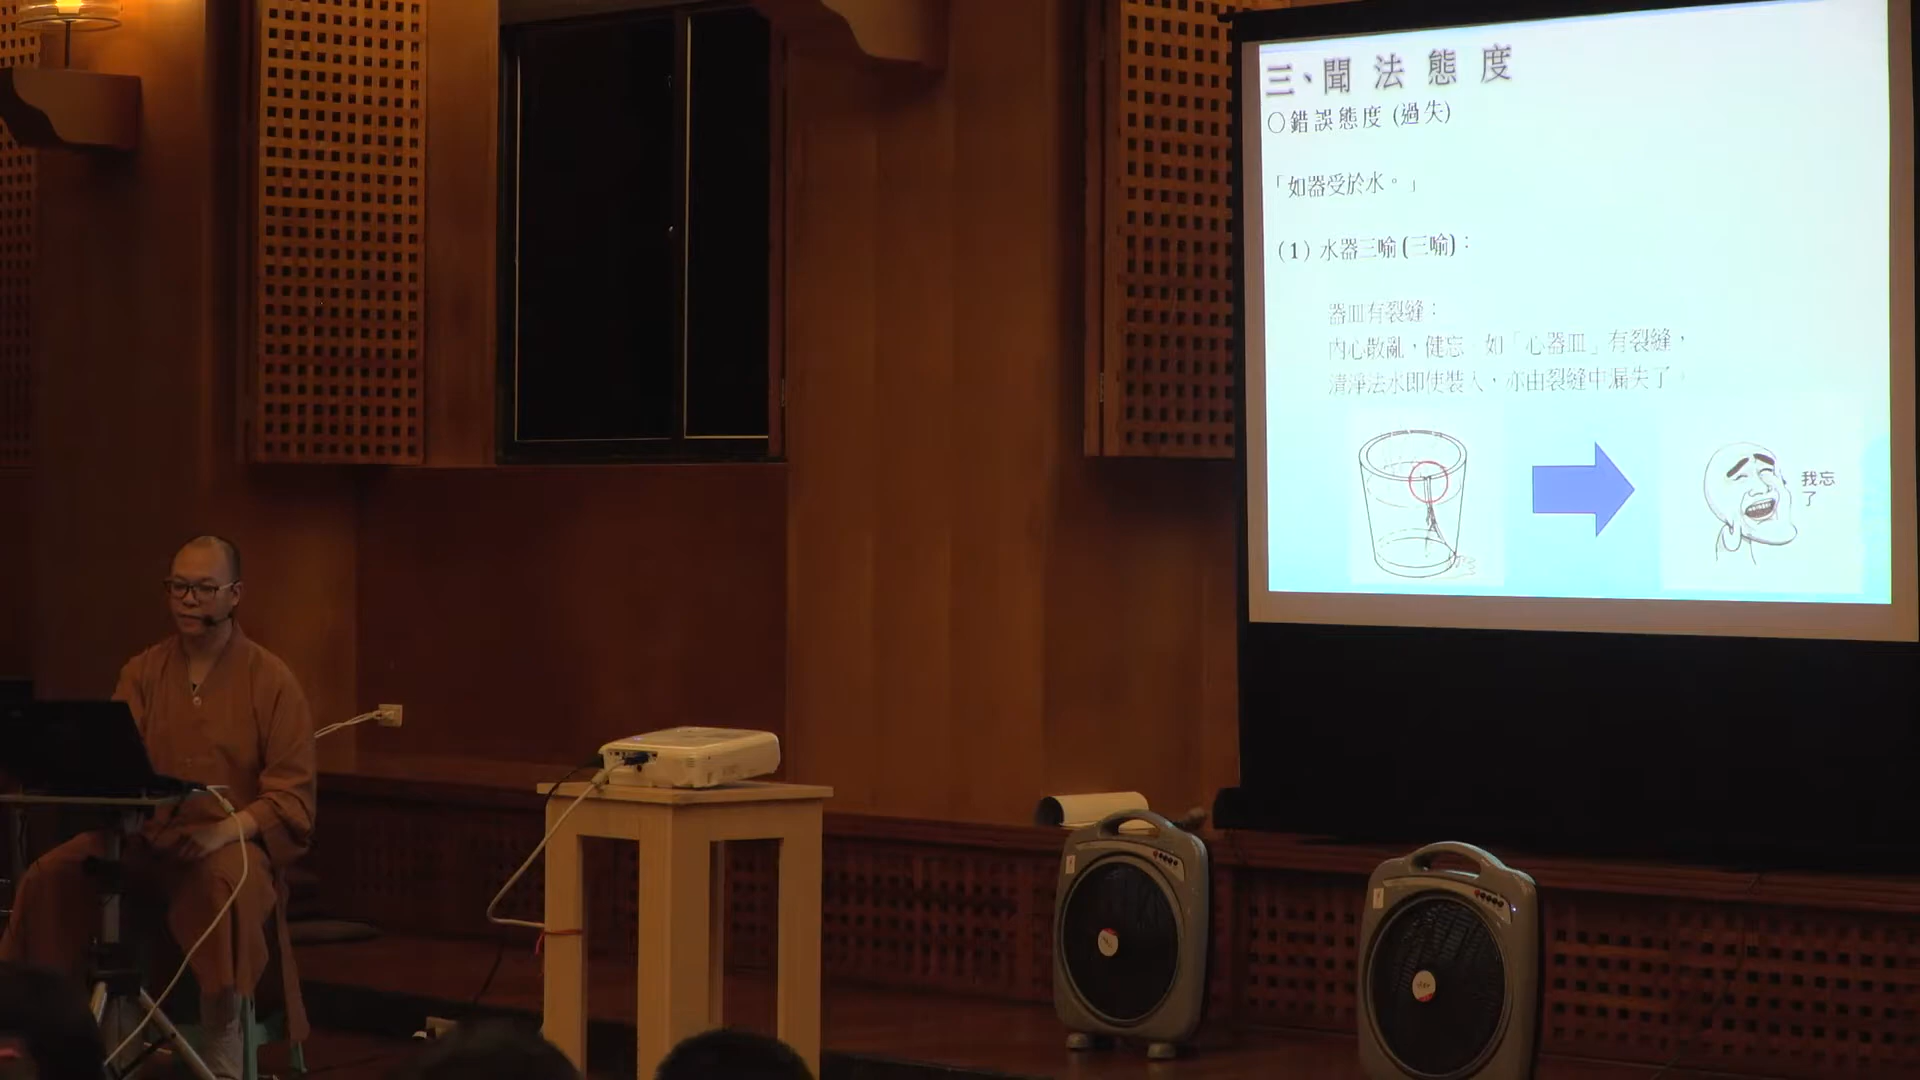 三、聞法態度
〇錯誤態度 (過失)
「如器受於水。」
（1）水器三喻 (三喻)：
器皿有裂縫：
內心散亂，健忘，如「心器皿」有裂縫，
清淨法水即使裝入，亦由裂縫中漏失了。
我忘
了